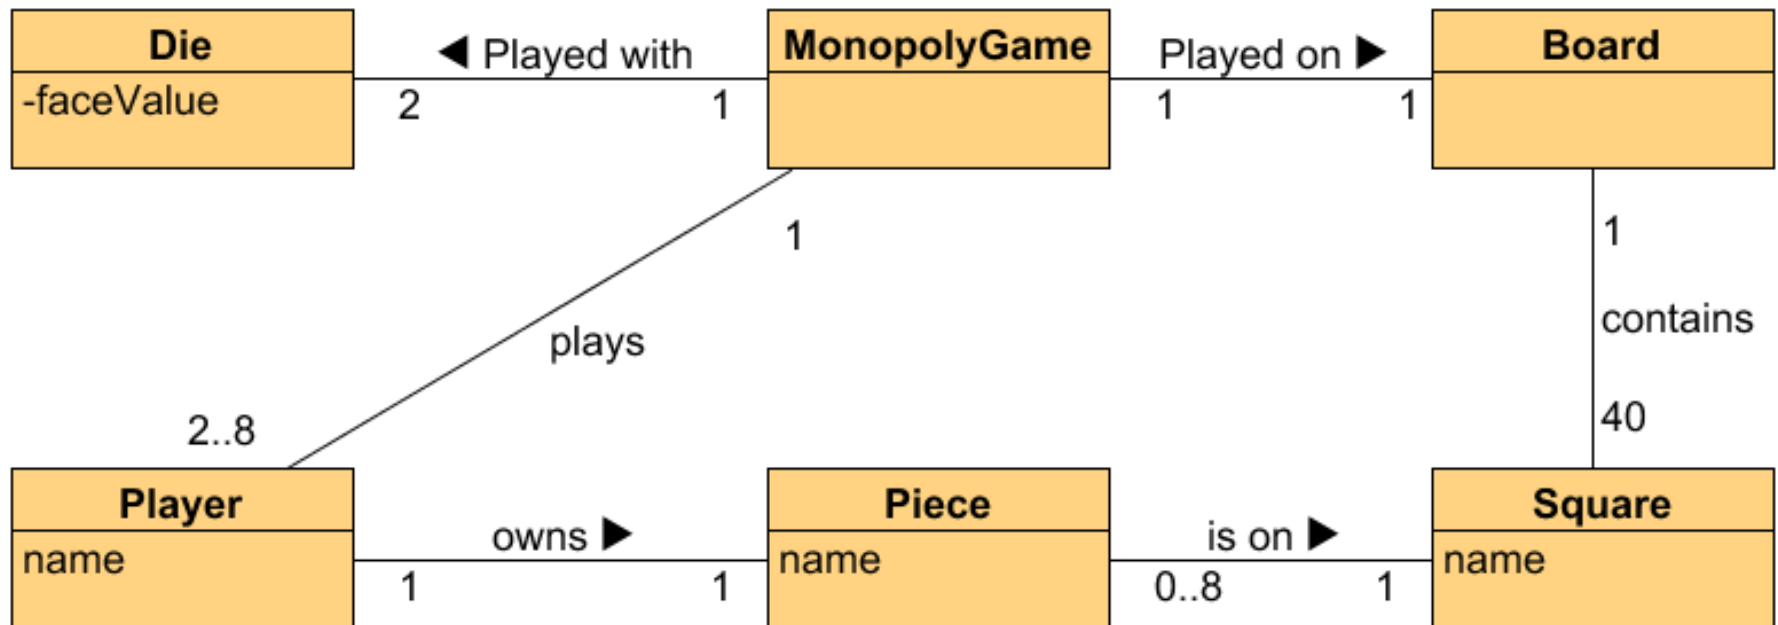 Die
◀ Played with
MonopolyGame
Played on ▶
Board
-faceValue
2
1
1
1
1
1
contains
plays
2..8
40
Player
owns ▶
Piece
is on ▶
Square
name
1
1
name
0..8
1
name